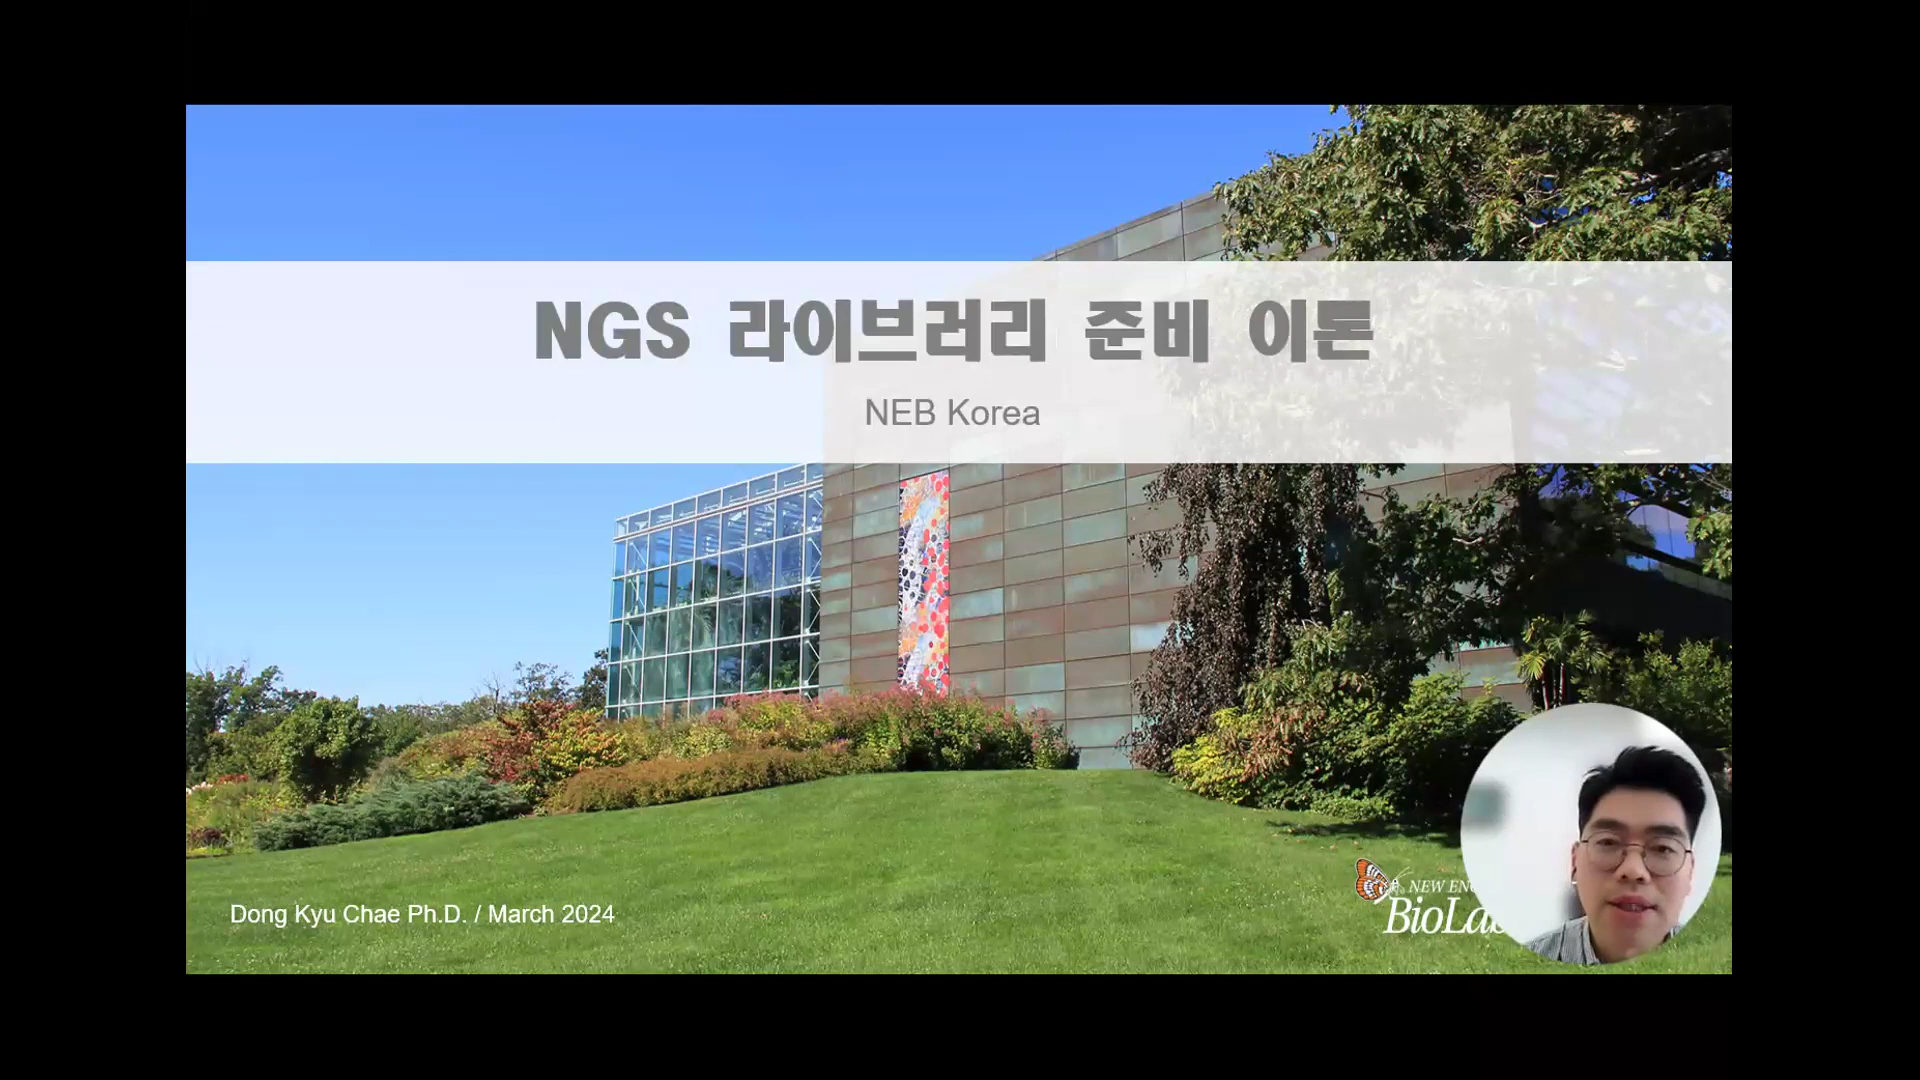 NGS 라이브러리 준비 이론
NEB Korea
Dong Kyu Chae Ph.D. / March 2024
NEW
BioLa